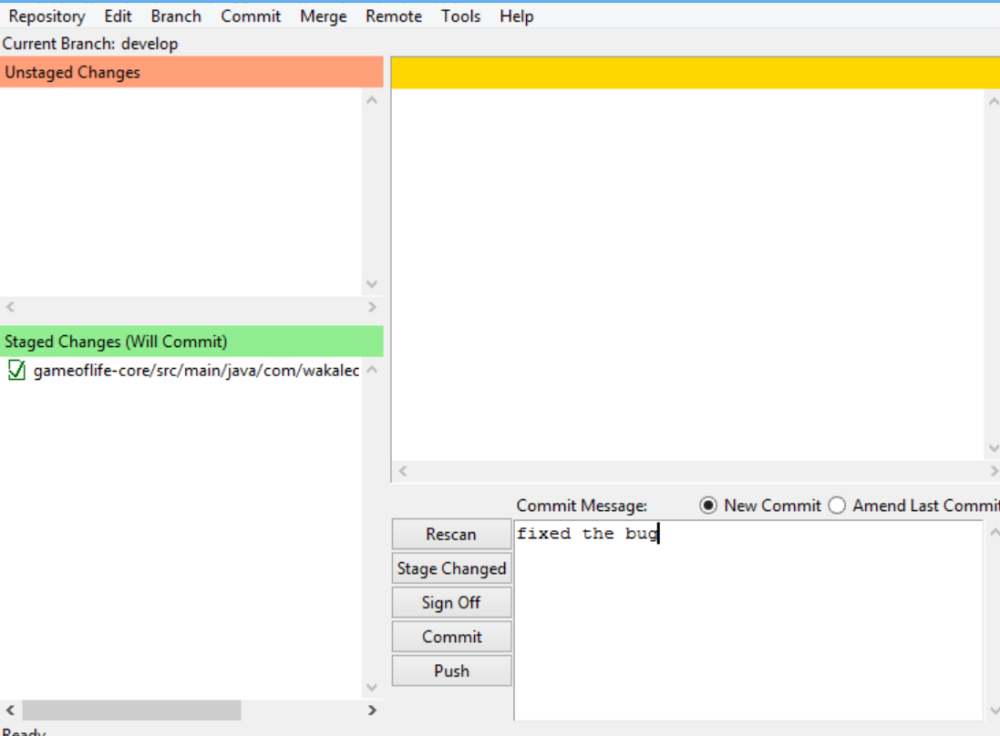 Repository Edit Branch Commit Merge Remote Tools Help
Current Branch: develop
Unstaged Changes
Staged Changes (Will Commit)
gameoflife-core/src/main/java/com/wakalec
Commit Message: New Commit Amend Last Commit
Rescan
fixed the bug
Stage Changed
Sign Off
Commit
Push
Ready